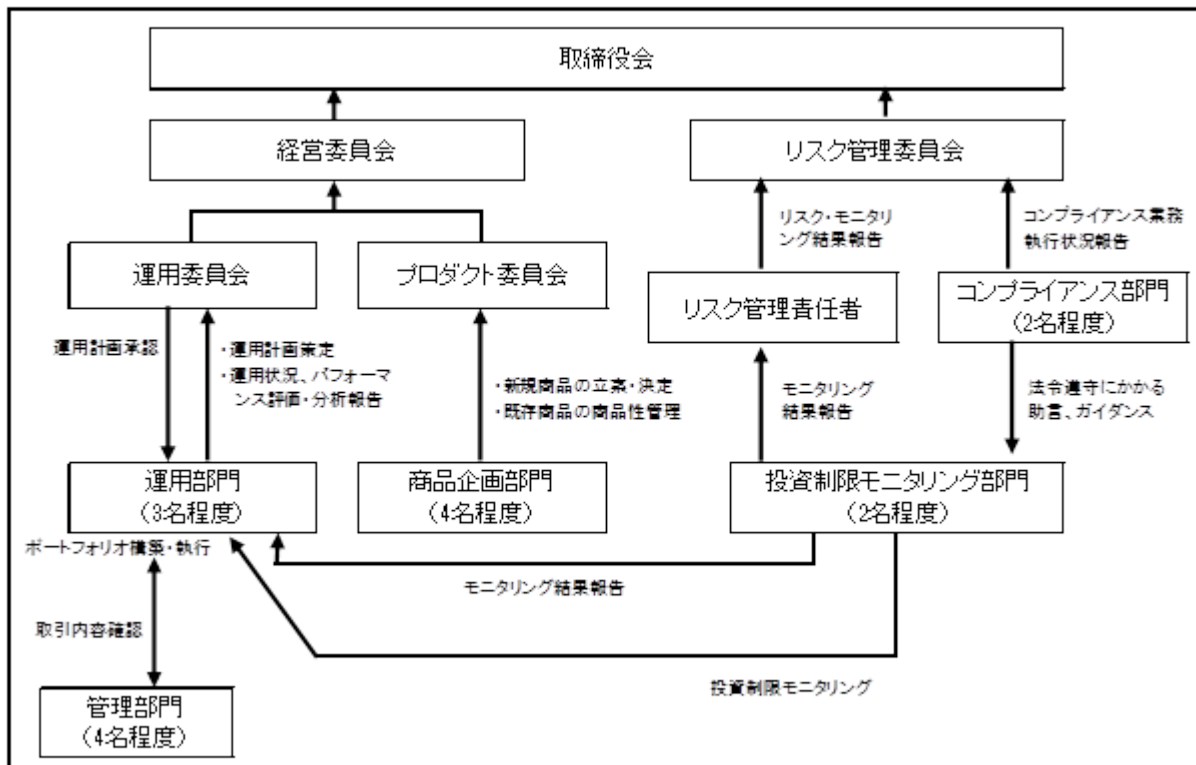 取締役会
経営委員会
リスク管理委員会
リスク・モニタリ
ング結果報告
コンプライアンス業務
執行状況報告
運用委員会
プロダクト委員会
リスク管理責任者
コンプライアンス部門
(2名程度)
運用計画承認
・運用計画策定
・運用状況、パフォーマ
ンス評価・分析報告
・新規商品の立案・決定
・既存商品の商品性管理
モニタリング
結果報告
法令遵守にかかる
助言、ガイダンス
運用部門
(3名程度)
商品企画部門
(4名程度)
投資制限モニタリング部門
(2名程度)
ポートフォリオ構築・執行
モニタリング結果報告
取引内容確認
投資制限モニタリング
管理部門
(4名程度)